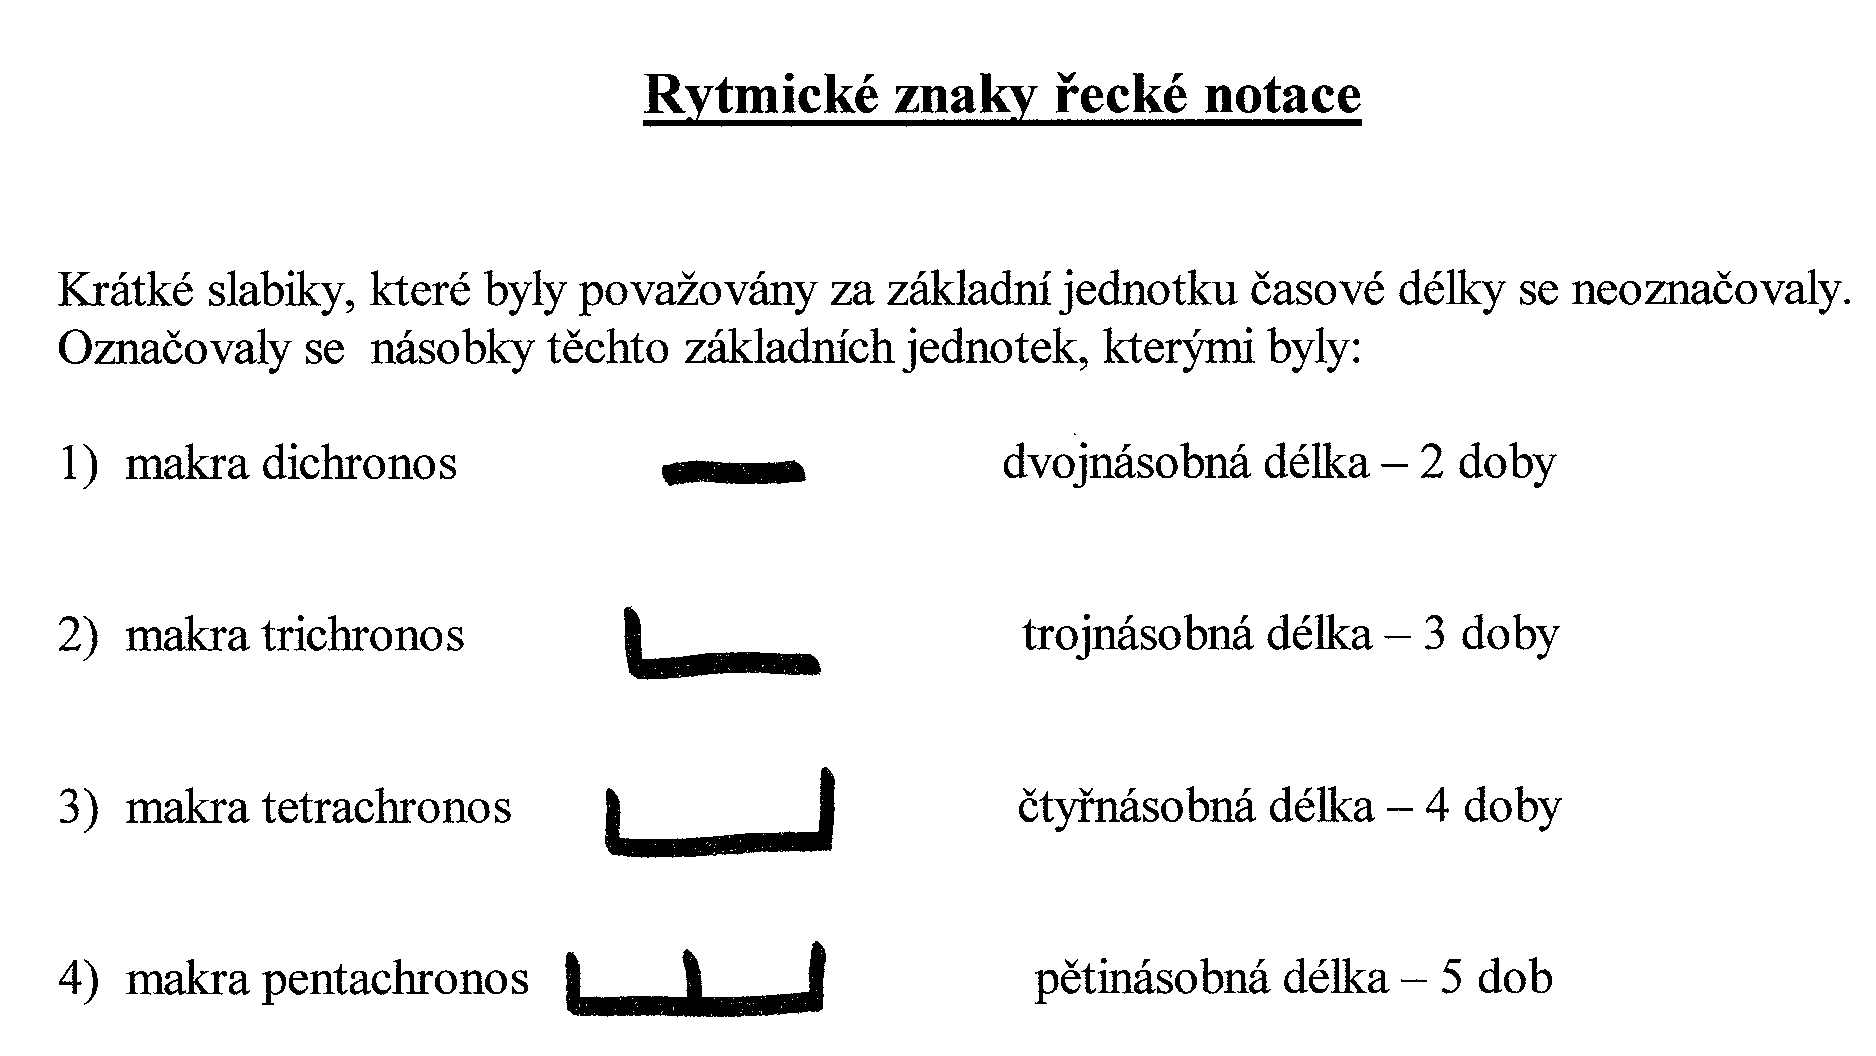 Rytmické znaky řecké notace
Krátké slabiky, které byly považovány za základní jednotku časové délky se neoznačovaly.
Označovaly se násobky těchto základních jednotek, kterými byly:
1) makra dichronos dvojnásobná délka – 2 doby
2) makra trichronos trojnásobná délka – 3 doby
3) makra tetrachronos čtyřnásobná délka – 4 doby
4) makra pentachronos pětinásobná délka – 5 dob